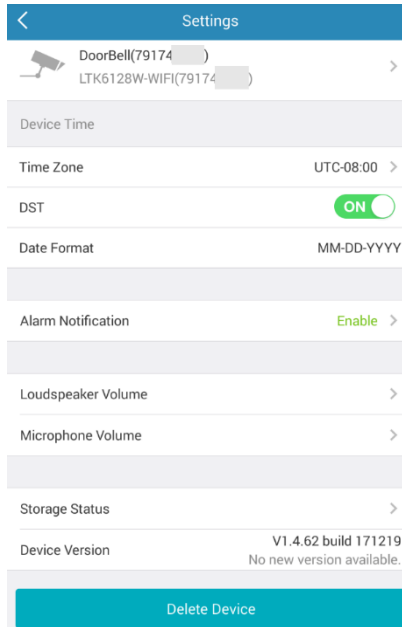 Settings
DoorBell(79174 )
LTK6128W-WIFI(79174 )
Device Time
Time Zone UTC-08:00
DST ON
Date Format MM-DD-YYYY
Alarm Notification Enable
Loudspeaker Volume
Microphone Volume
Storage Status
Device Version V1.4.62 build 171219
No new version available.
Delete Device